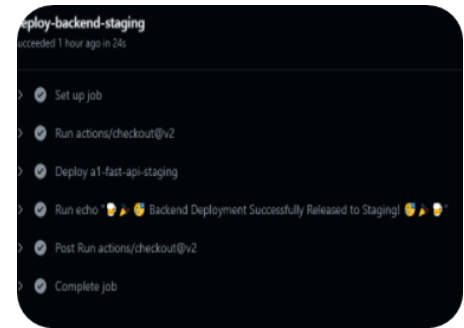 eploy-backend-staging
ucceeded 1 hour ago in 24s
Set up job
Run actions/checkout@v2
Deploy a1-fast-api-staging
Run echo "🍺🎉🥳 Backend Deployment Successfully Released to Staging! 🥳🎉🍺"
Post Run actions/checkout@v2
Complete job